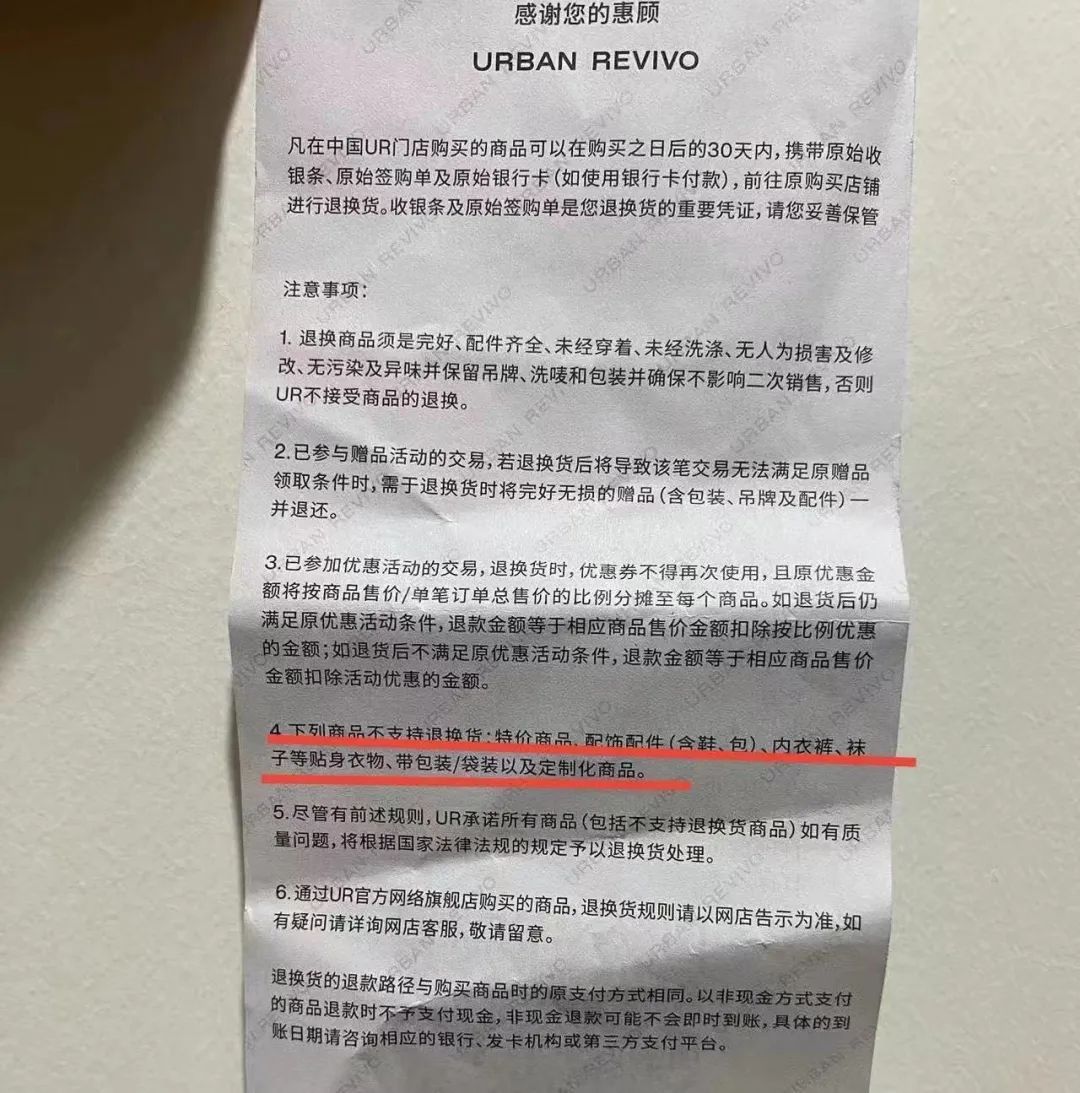 感谢您的惠顾
URBAN REVIVO
凡在中国UR门店购买的商品可以在购买之日后的30天内，携带原始收
银条、原始签购单及原始银行卡（如使用银行卡付款），前往原购买店铺
进行退换货。收银条及原始签购单是您退换货的重要凭证，请您妥善保管
注意事项：
1. 退换商品须是完好、配件齐全、未经穿着、未经洗涤、无人为损害及修
改、无污染及异味并保留吊牌、洗唛和包装并确保不影响二次销售，否则
UR不接受商品的退换。
2.已参与赠品活动的交易，若退换货后将导致该笔交易无法满足原赠品
领取条件时，需于退换货时将完好无损的赠品（含包装、吊牌及配件）一
并退还。
3.已参加优惠活动的交易，退换货时，优惠券不得再次使用，且原优惠金
额将按商品售价/单笔订单总售价的比例分摊至每个商品。如退货后仍
满足原优惠活动条件，退款金额等于相应商品售价金额扣除按比例优惠
的金额；如退货后不满足原优惠活动条件，退款金额等于相应商品售价
金额扣除活动优惠的金额。
4.下列商品不支持退换货：特价商品、配饰配件（含鞋、包）、内衣裤、袜
子等贴身衣物、带包装/袋装以及定制化商品。
5.尽管有前述规则，UR承诺所有商品（包括不支持退换货商品）如有质
量问题，将根据国家法律法规的规定予以退换货处理。
6.通过UR官方网络旗舰店购买的商品，退换货规则请以网店告示为准，如
有疑问请详询网店客服，敬请留意。
退换货的退款路径与购买商品时的原支付方式相同。以非现金方式支付
的商品退款时不予支付现金，非现金退款可能不会即时到账，具体的到
账日期请咨询相应的银行、发卡机构或第三方支付平台。